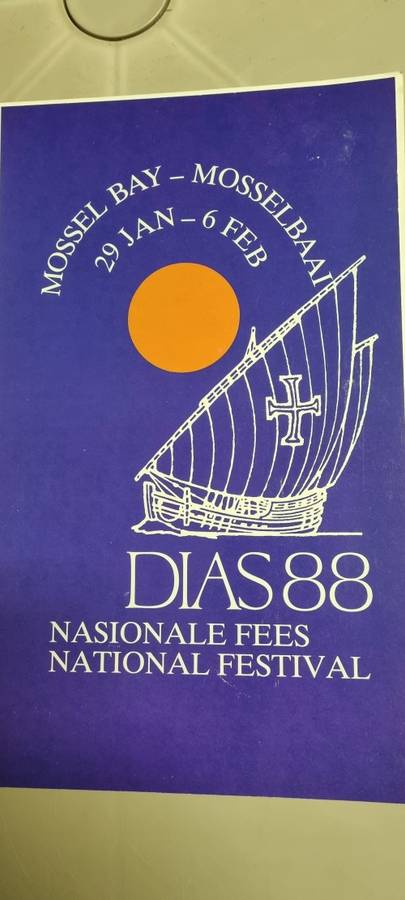 MOSSEL BAY – MOSSELBAAI
29 JAN – 6 FEB
DIAS 88
NASIONALE FEES
NATIONAL FESTIVAL